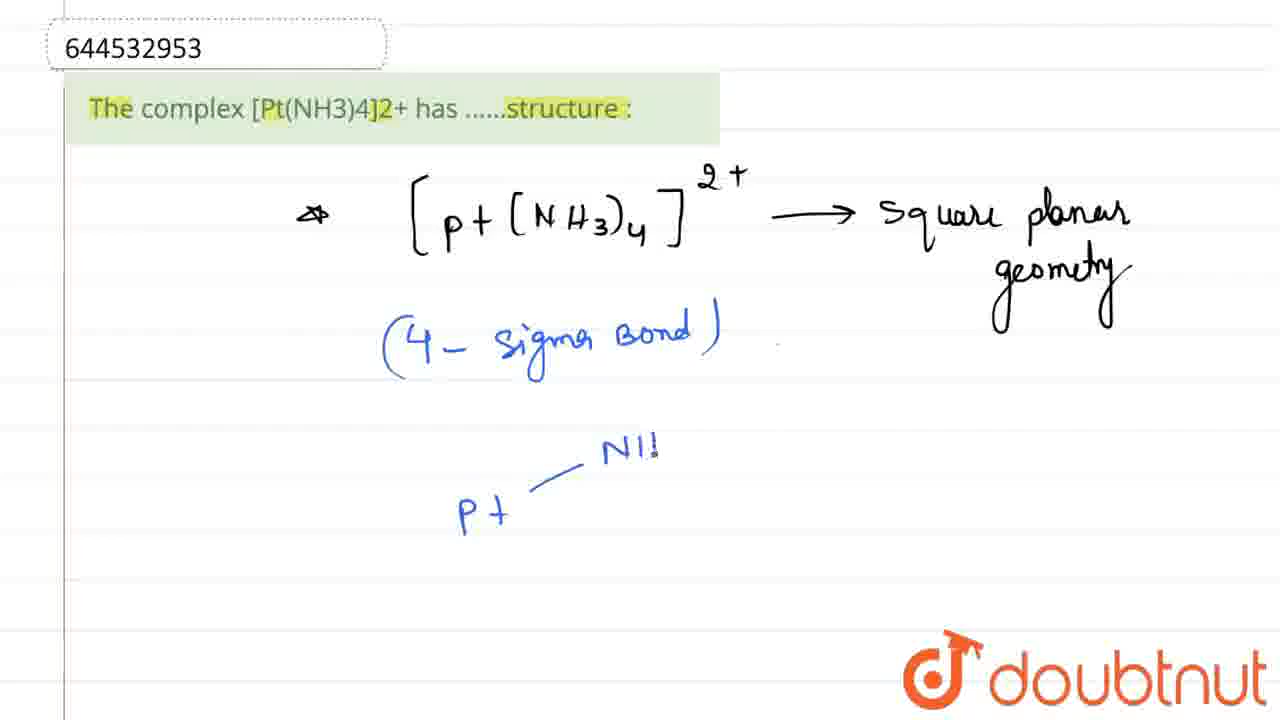 644532953
The complex [Pt(NH3)4]2+ has ......structure :
[pt(NH3)4]2+ → square planar
geometry
(4- sigma Bond)
NH
Pt
doubtnut